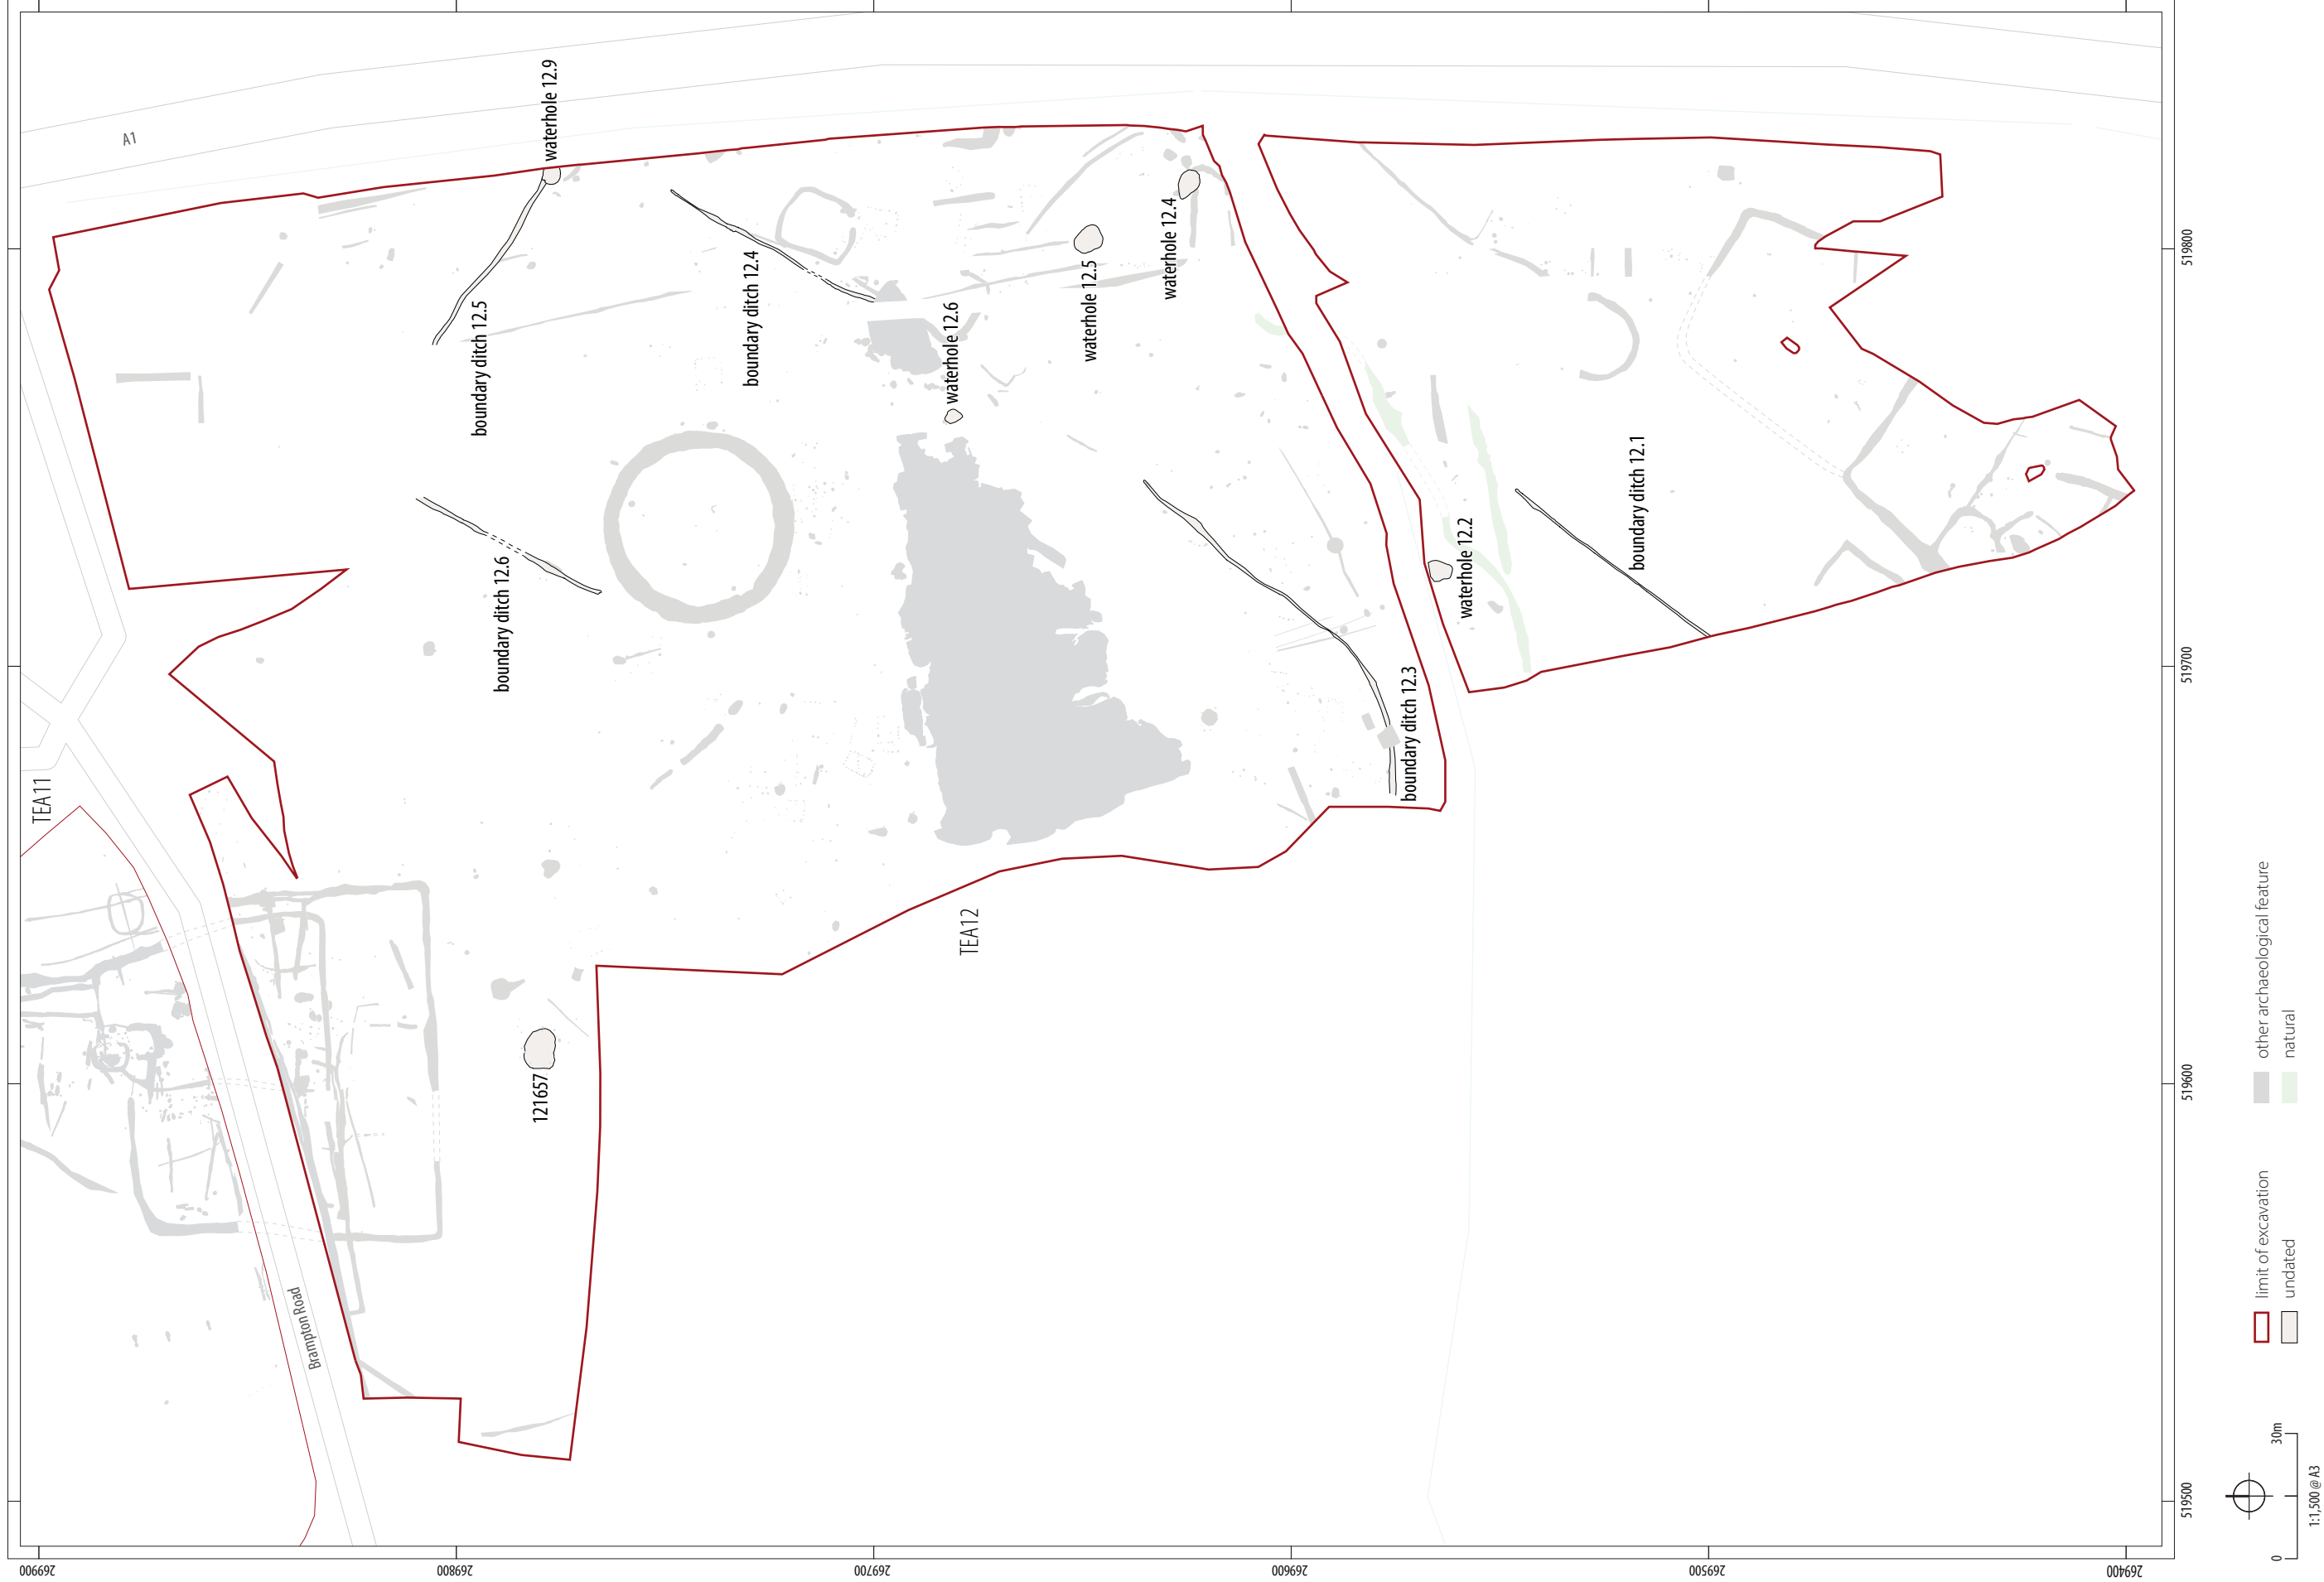 TEA11
A1
waterhole 12.9
boundary ditch 12.5
boundary ditch 12.4
waterhole 12.6
waterhole 12.5
waterhole 12.4
boundary ditch 12.6
boundary ditch 12.3
waterhole 12.2
boundary ditch 12.1
TEA12
121657
Brampton Road
519800
519700
519600
519500
269900
269800
269700
269600
269500
269400
limit of excavation
undated
other archaeological feature
natural
0
30m
1:1,500 @ A3